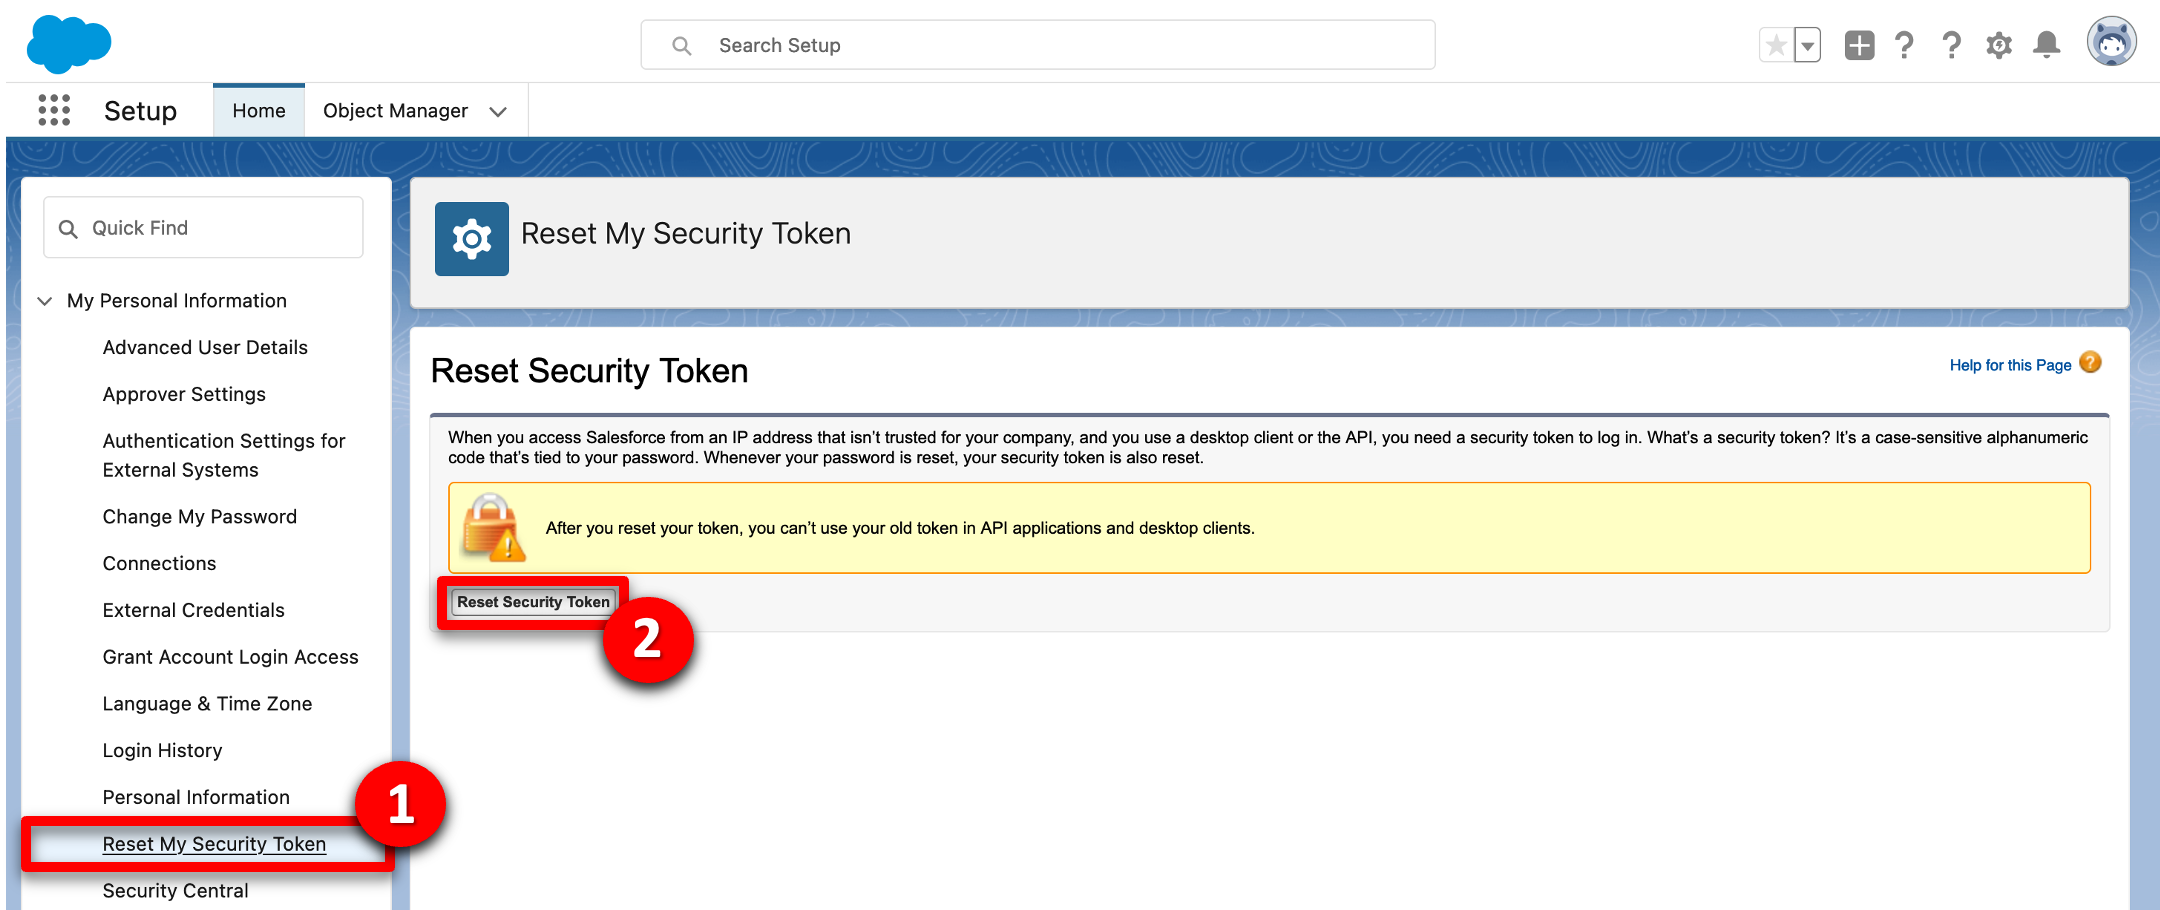 Search Setup
Setup
Home
Object Manager
Quick Find
My Personal Information
Advanced User Details
Approver Settings
Authentication Settings for
External Systems
Change My Password
Connections
External Credentials
Grant Account Login Access
Language & Time Zone
Login History
Personal Information
1
Reset My Security Token
Security Central
Reset My Security Token
Reset Security Token
Help for this Page
?
When you access Salesforce from an IP address that isn't trusted for your company, and you use a desktop client or the API, you need a security token to log in. What's a security token? It's a case-sensitive alphanumeric
code that's tied to your password. Whenever your password is reset, your security token is also reset.
After you reset your token, you can't use your old token in API applications and desktop clients.
Reset Security Token
2